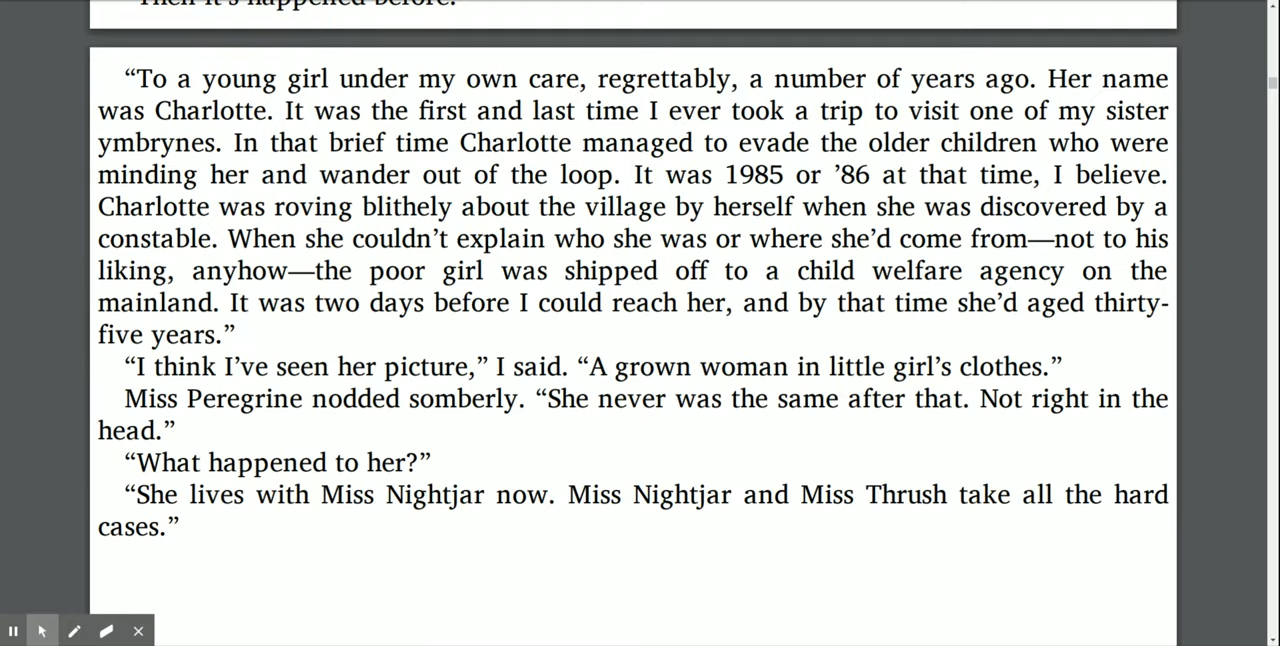 Then it's happened before.
“To a young girl under my own care, regrettably, a number of years ago. Her name
was Charlotte. It was the first and last time I ever took a trip to visit one of my sister
ymbrynes. In that brief time Charlotte managed to evade the older children who were
minding her and wander out of the loop. It was 1985 or ’86 at that time, I believe.
Charlotte was roving blithely about the village by herself when she was discovered by a
constable. When she couldn’t explain who she was or where she’d come from—not to his
liking, anyhow—the poor girl was shipped off to a child welfare agency on the
mainland. It was two days before I could reach her, and by that time she’d aged thirty-
five years.”
“I think I’ve seen her picture,” I said. “A grown woman in little girl’s clothes.”
Miss Peregrine nodded somberly. “She never was the same after that. Not right in the
head.”
“What happened to her?”
“She lives with Miss Nightjar now. Miss Nightjar and Miss Thrush take all the hard
cases.”